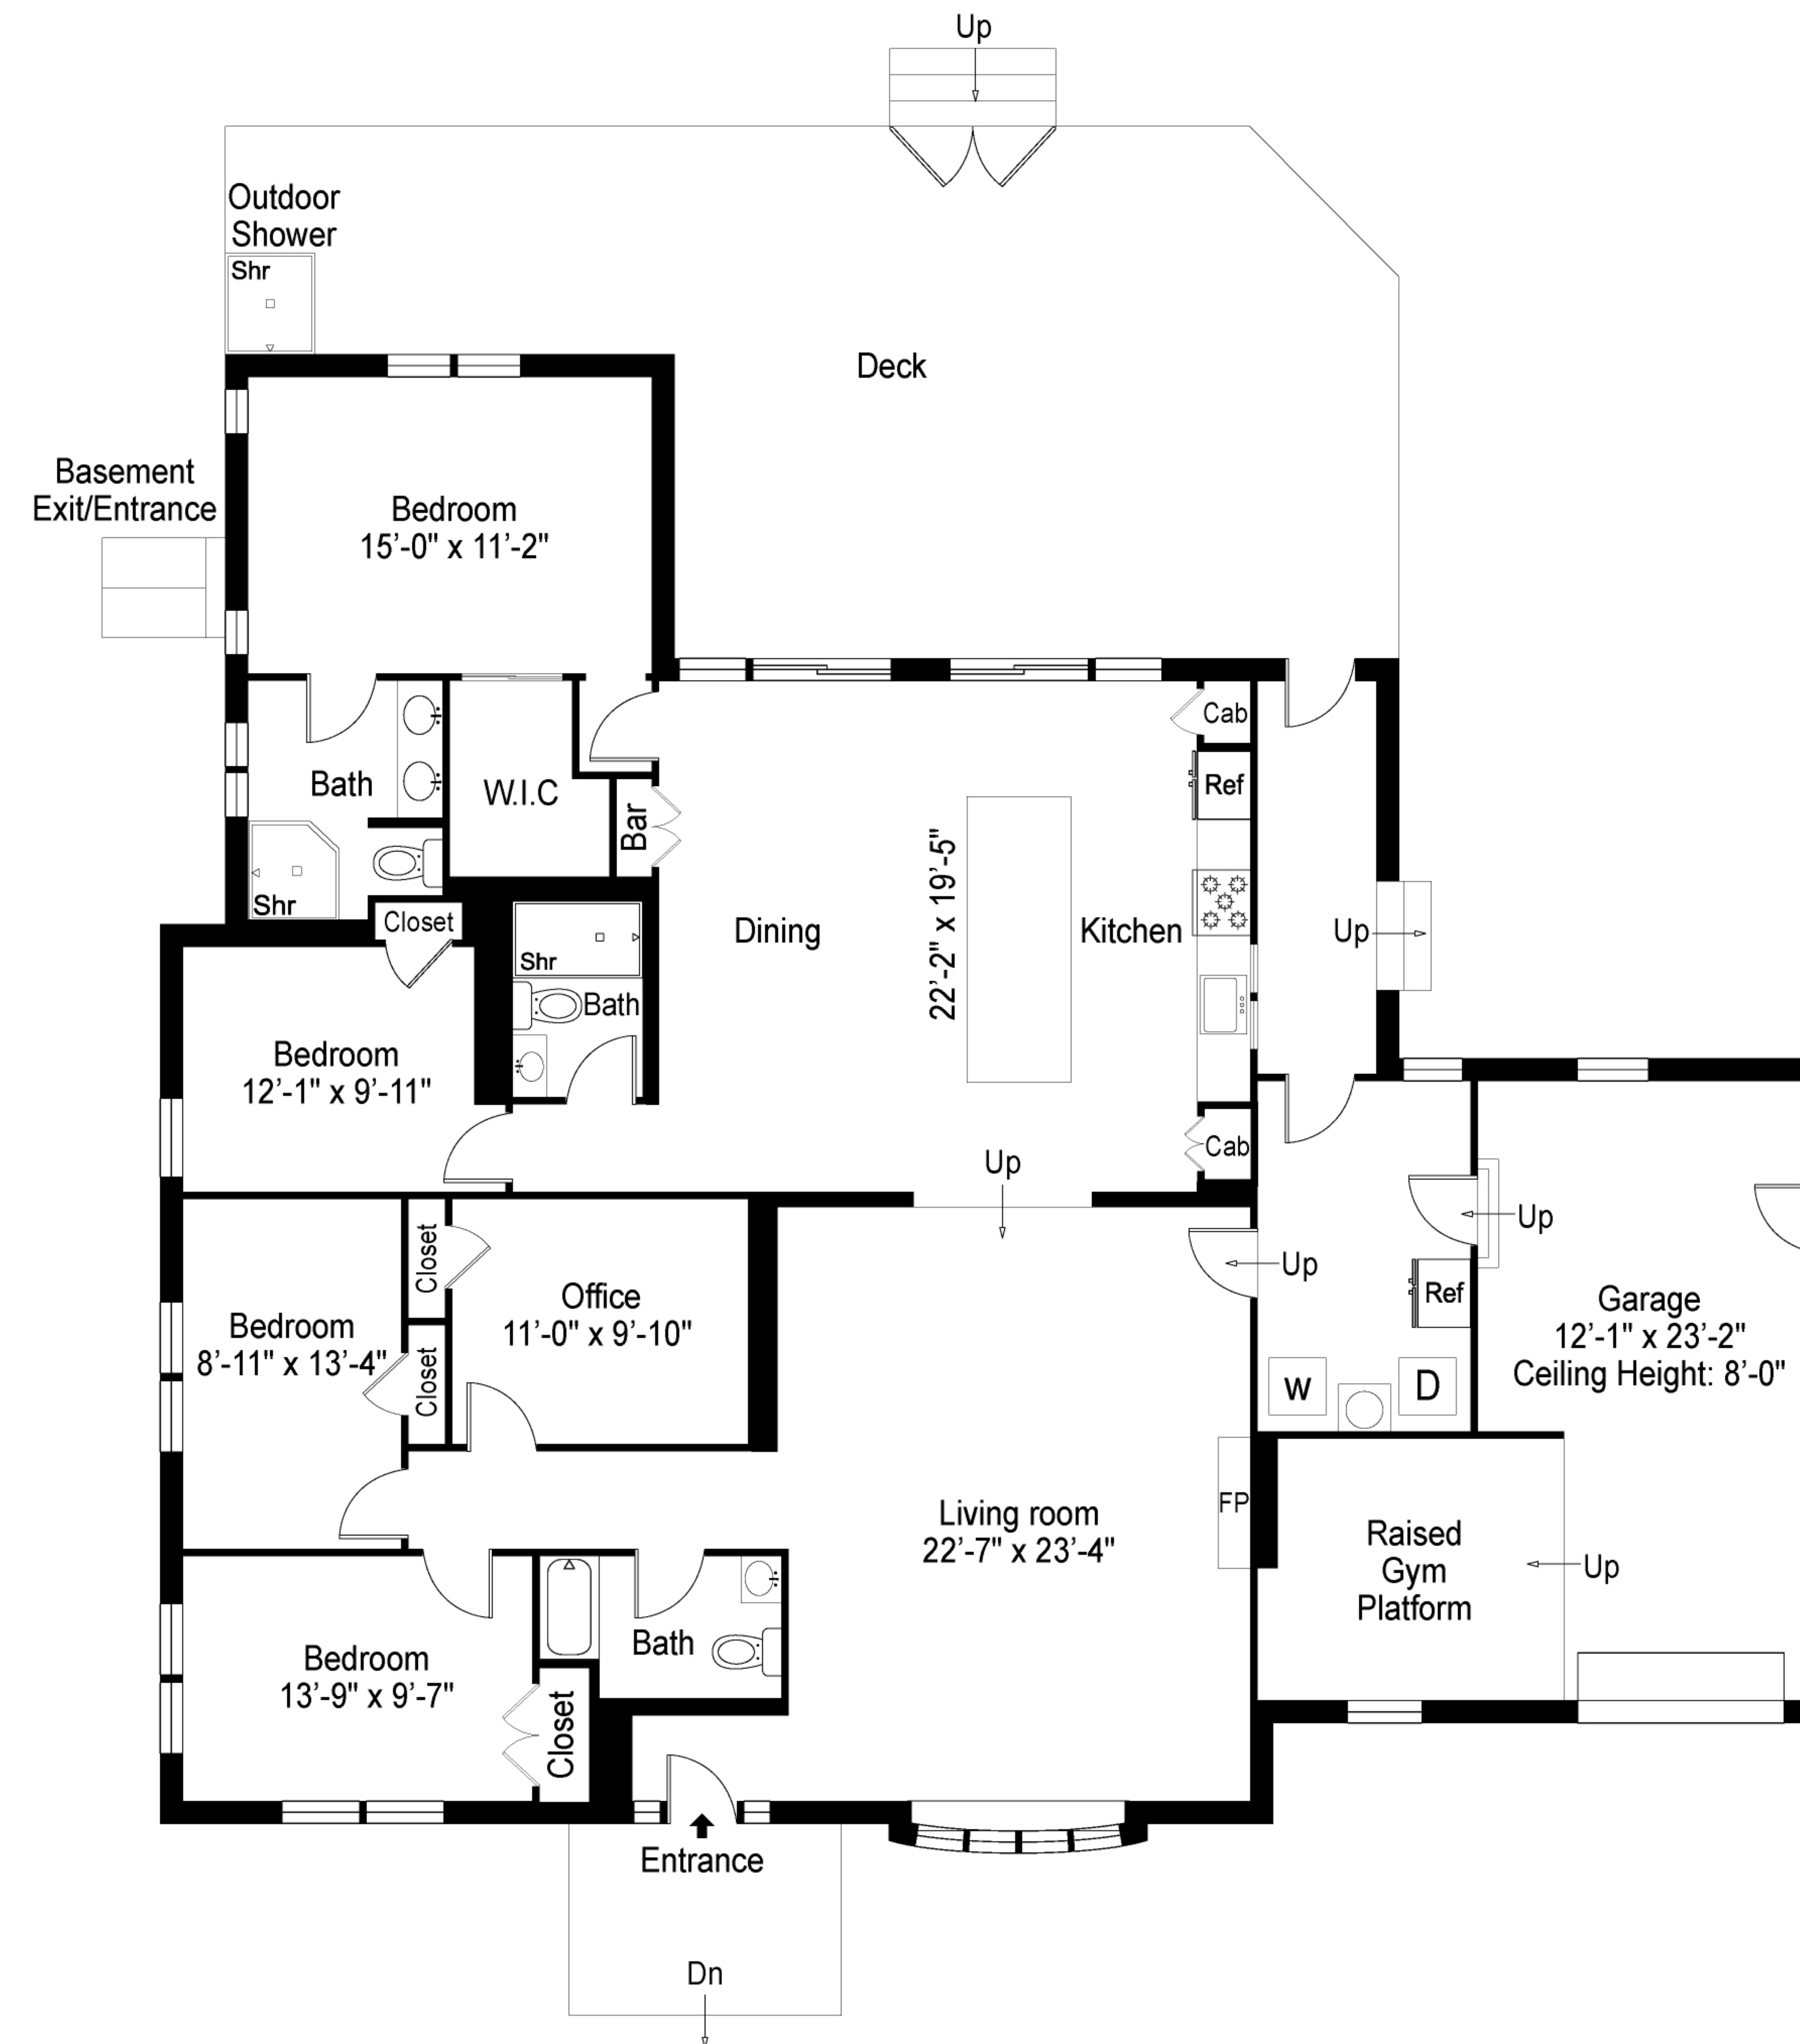 Up
Outdoor
Shower
Shr
Deck
Basement
Exit/Entrance
Bedroom
15'-0" x 11'-2"
Cab
Bath
W.I.C
Ref
Bar
Shr
Closet
Dining
22'-2" x 19'-5"
Kitchen
Up
Shr
Bath
Bedroom
12'-1" x 9'-11"
Cab
Up
Up
Closet
Up
Office
11'-0" x 9'-10"
Ref
Garage
12'-1" x 23'-2"
Ceiling Height: 8'-0"
Bedroom
8'-11" x 13'-4"
Closet
W
D
FP
Living room
22'-7" x 23'-4"
Raised
Gym
Platform
Up
Bath
Bedroom
13'-9" x 9'-7"
Closet
Entrance
Dn